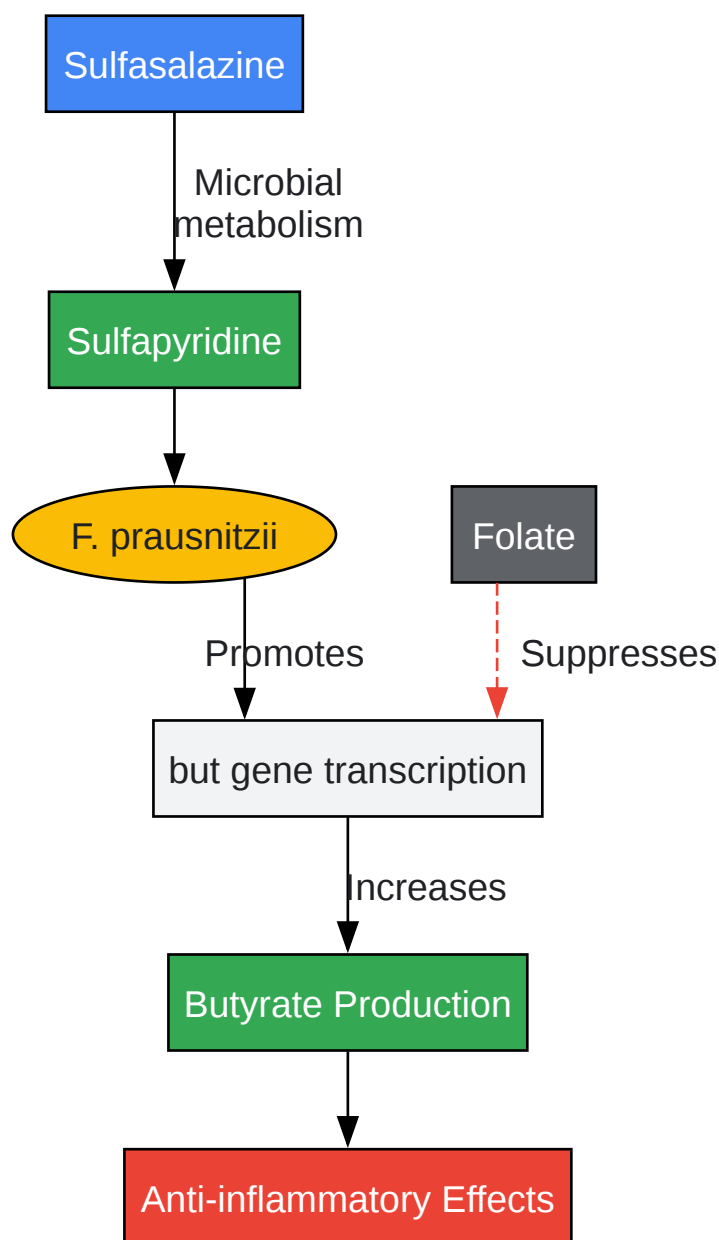 Sulfasalazine
Microbial
metabolism
Sulfapyridine
F. prausnitzii
Folate
Promotes
Suppresses
but gene transcription
Increases
Butyrate Production
Anti-inflammatory Effects